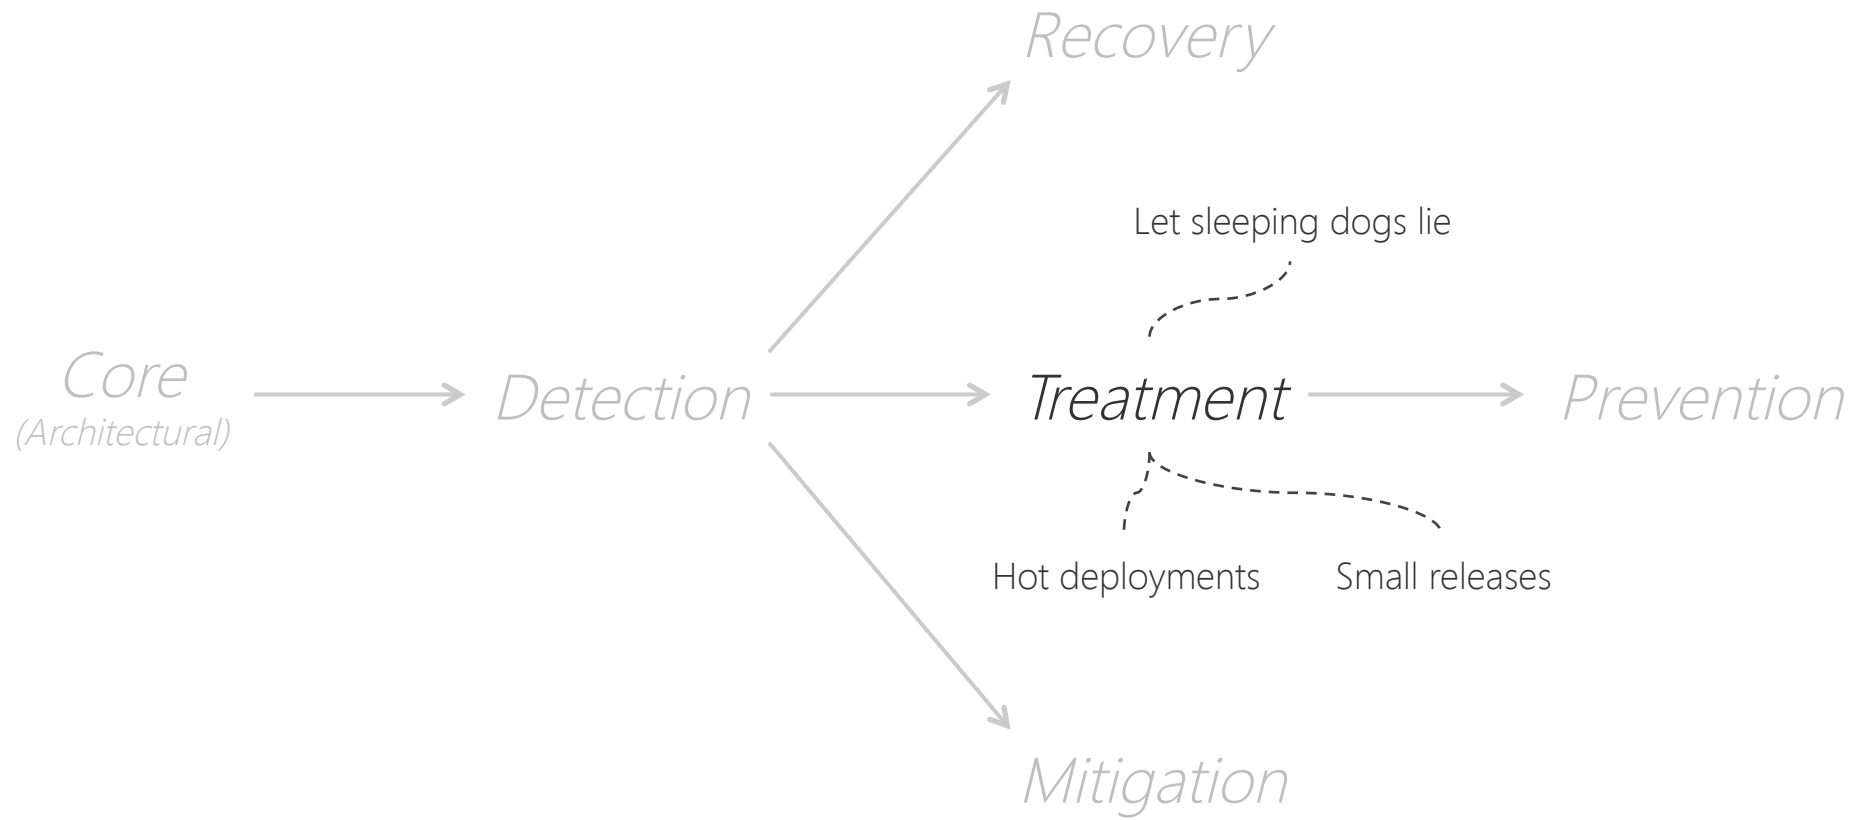 Recovery
Let sleeping dogs lie
Core
(Architectural)
Detection
Treatment
Prevention
Hot deployments
Small releases
Mitigation